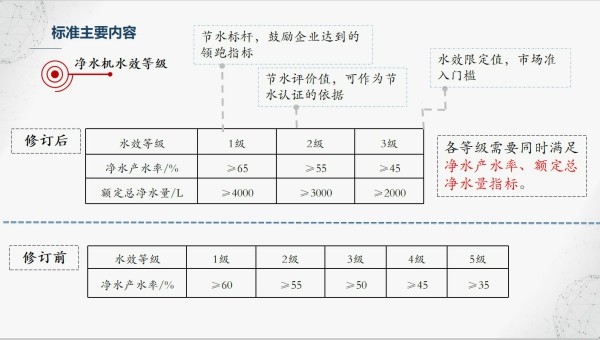 标准主要内容
净水机水效等级
节水标杆，鼓励企业达到的
领跑指标
节水评价值，可作为节
水认证的依据
水效限定值，市场准
入门槛
修订后
水效等级 1级 2级 3级
净水产水率/% ≥65 ≥55 ≥45
额定总净水量/L ≥4000 ≥3000 ≥2000
各等级需要同时满足
净水产水率、额定总
净水量指标。
修订前
水效等级 1级 2级 3级 4级 5级
净水产水率/% ≥60 ≥55 ≥50 ≥45 ≥35